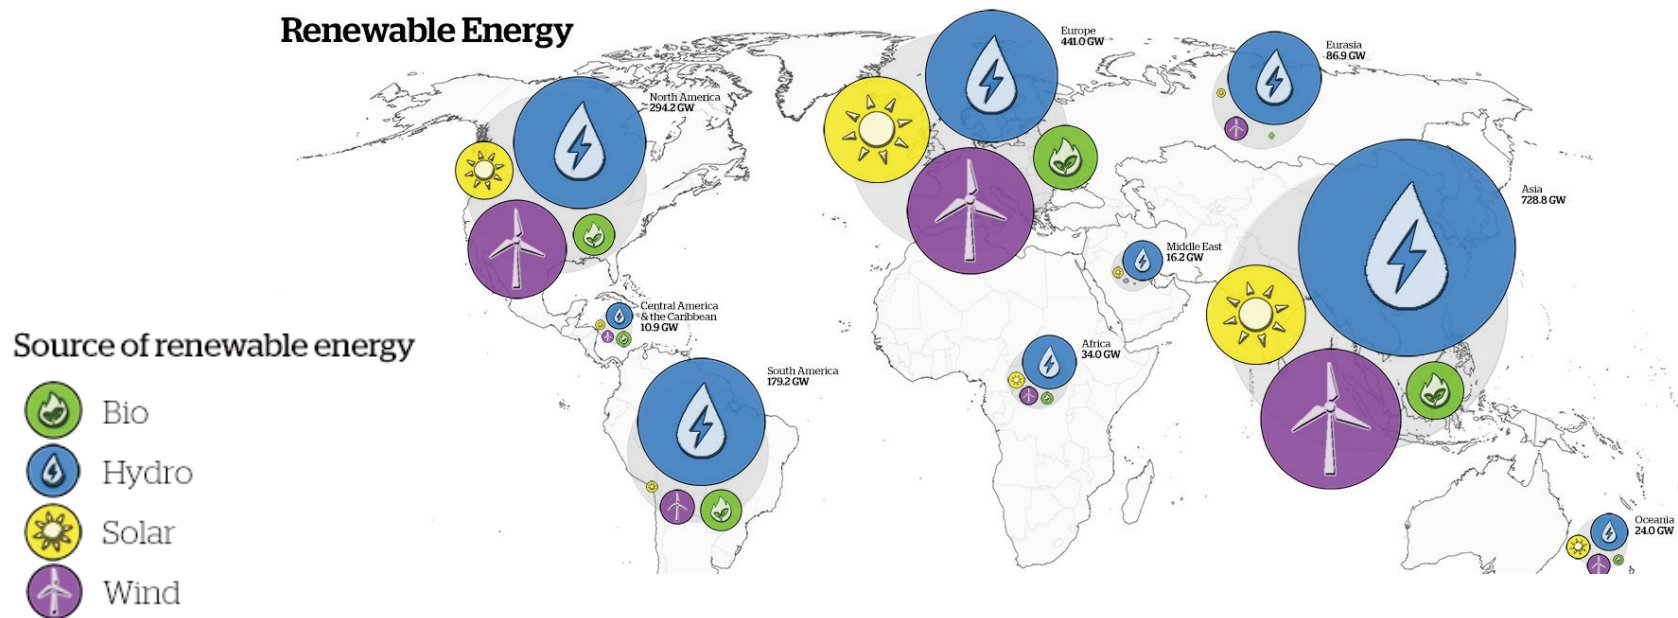 Renewable Energy
Europe
441.0 GW
Eurasia
86.9 GW
North America
294.2 GW
Asia
728.8 GW
Middle East
16.2 GW
Central America
& the Caribbean
10.9 GW
Africa
34.0 GW
South America
179.2 GW
Oceania
24.0 GW
Source of renewable energy
Bio
Hydro
Solar
Wind